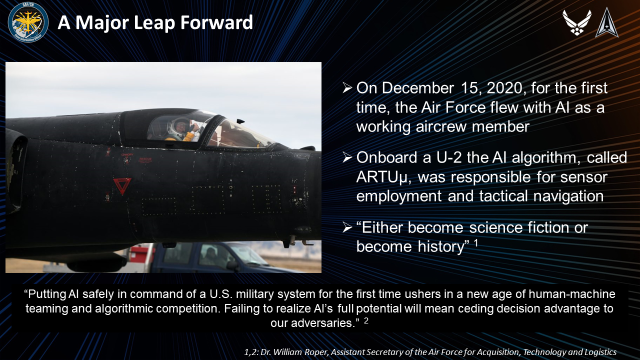 A Major Leap Forward
➢ On December 15, 2020, for the first
time, the Air Force flew with AI as a
working aircrew member
➢ Onboard a U-2 the AI algorithm, called
ARTUµ, was responsible for sensor
employment and tactical navigation
➢ “Either become science fiction or
become history” 1
“Putting AI safely in command of a U.S. military system for the first time ushers in a new age of human-machine
teaming and algorithmic competition. Failing to realize AI’s full potential will mean ceding decision advantage to
our adversaries.” 2
1,2: Dr. William Roper, Assistant Secretary of the Air Force for Acquisition, Technology and Logistics